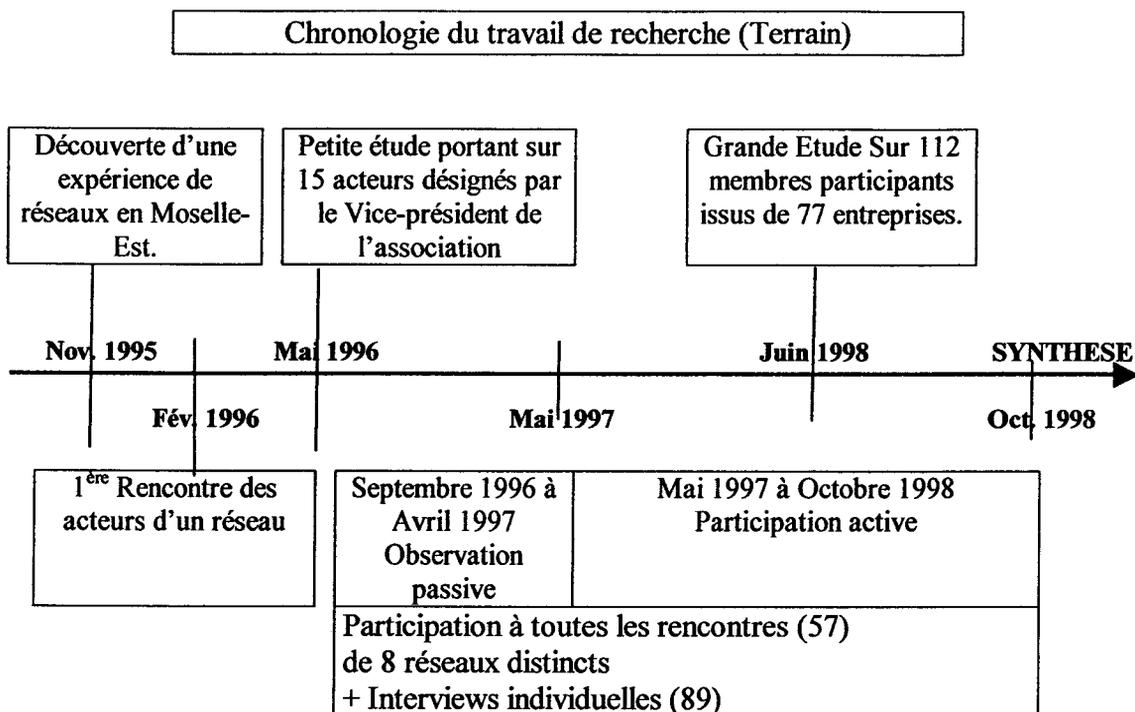 Chronologie du travail de recherche (Terrain)
Découverte d'une
expérience de
réseaux en Moselle-
Est.
Petite étude portant sur
15 acteurs désignés par
le Vice-président de
l'association
Grande Etude Sur 112
membres participants
issus de 77 entreprises.
Nov. 1995
Mai 1996
Juin 1998
SYNTHESE
Fév. 1996
Mai 1997
Oct. 1998
1ère Rencontre des
acteurs d'un réseau
Septembre 1996 à
Avril 1997
Observation
passive
Mai 1997 à Octobre 1998
Participation active
Participation à toutes les rencontres (57)
de 8 réseaux distincts
+ Interviews individuelles (89)